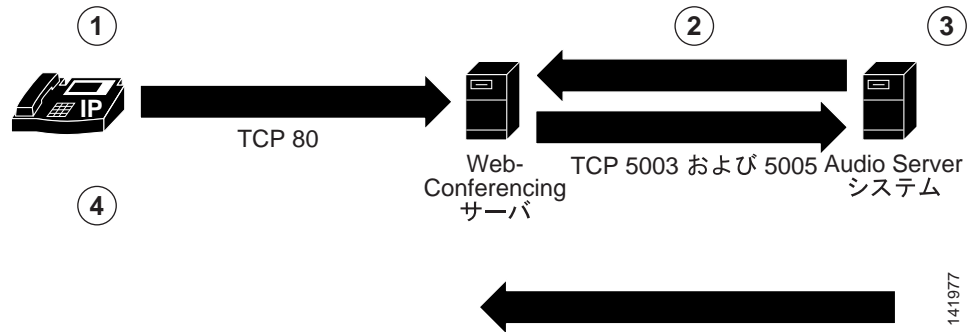 1
2
3
IP
TCP 80
Web-
Conferencing
サーバ
TCP 5003 および 5005
Audio Server
システム
4
141977